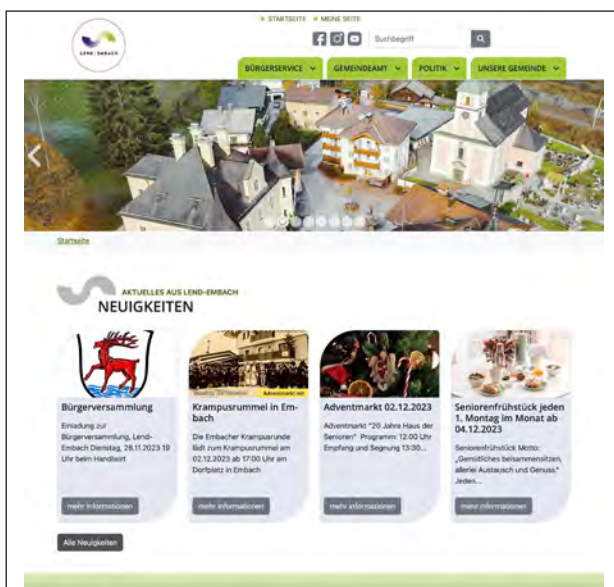 STARTSEITE MEINE SEITE
LEND|EMBACH
Suchbegriff
BÜRGERSERVICE GEMEINDEAMT POLITIK UNSERE GEMEINDE
Startseite
AKTUELLES AUS LEND-EMBACH
NEUIGKEITEN
Adventmarkt mit
Bürgerversammlung
Einladung zur
Bürgerversammlung, Lend-
Embach Dienstag, 28.11.2023 19
Uhr beim Handlwirt
mehr Informationen
Krampusrummel in Em-
bach
Die Embacher Krampusrunde
lädt zum Krampusrummel am
02.12.2023 ab 17:00 Uhr am
Dorfplatz in Embach
mehr Informationen
Adventmarkt 02.12.2023
Adventmarkt "20 Jahre Haus der
Senioren" Programm: 12:00 Uhr
Empfang und Segnung 13:30...
mehr Informationen
Seniorenfrühstück jeden
1. Montag im Monat ab
04.12.2023
Seniorenfrühstück Motto:
„Gemütliches beisammensitzen,
allerlei Austausch und Genuss."
Jeden...
mehr Informationen
Alle Neuigkeiten